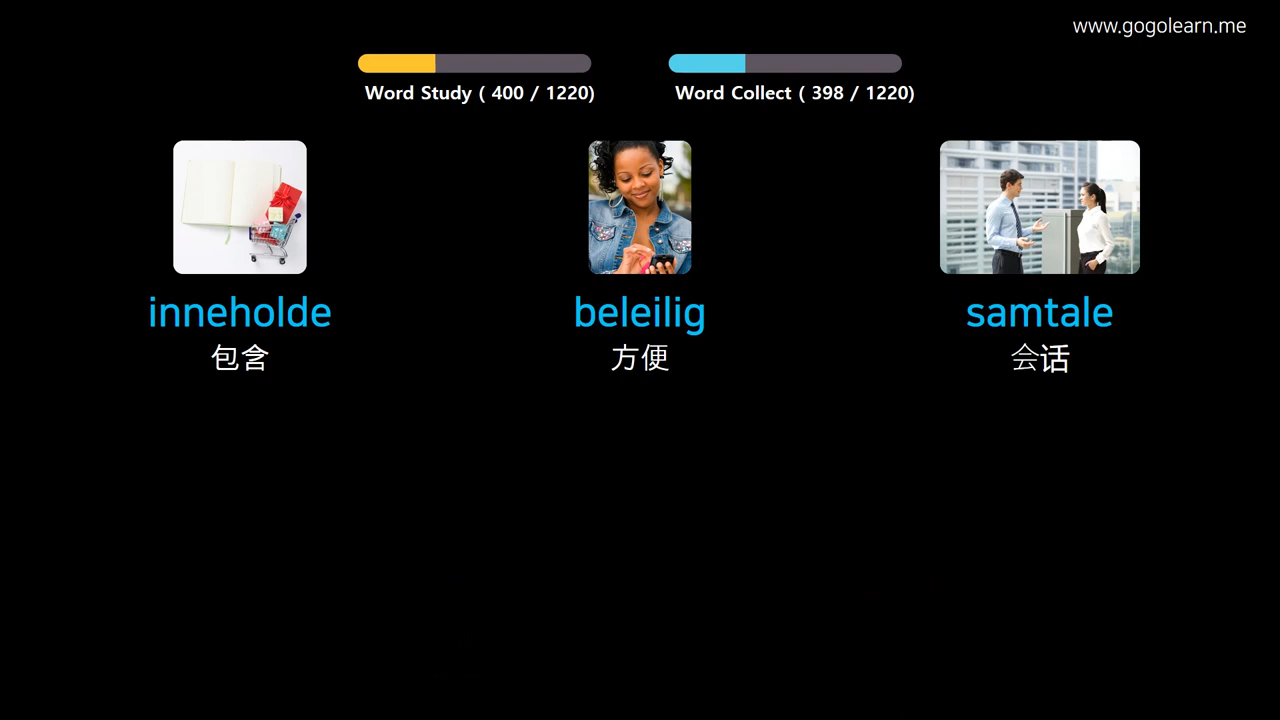 www.gogolearn.me
Word Study ( 400 / 1220)
Word Collect ( 398 / 1220)
inneholde
包含
beleilig
方便
samtale
会话